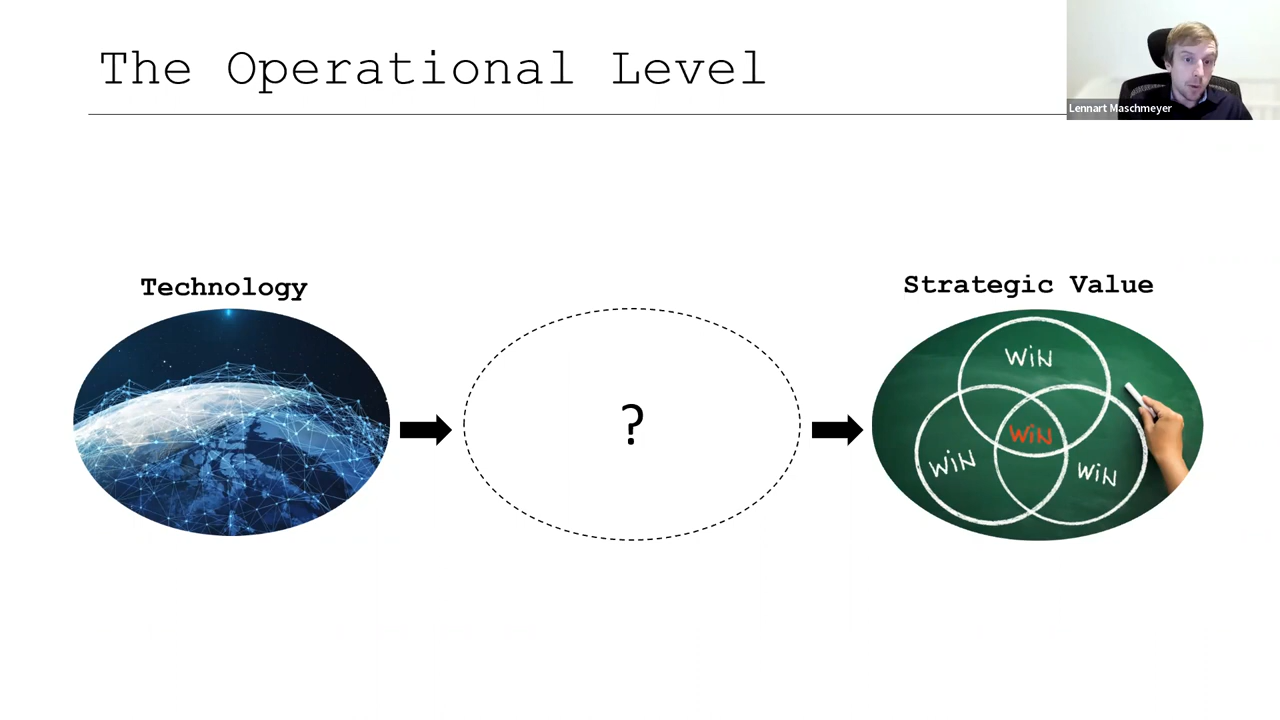 The Operational Level
Lennart Maschmeyer
Technology
Strategic Value
?
WiN
WiN
WiN
WiN